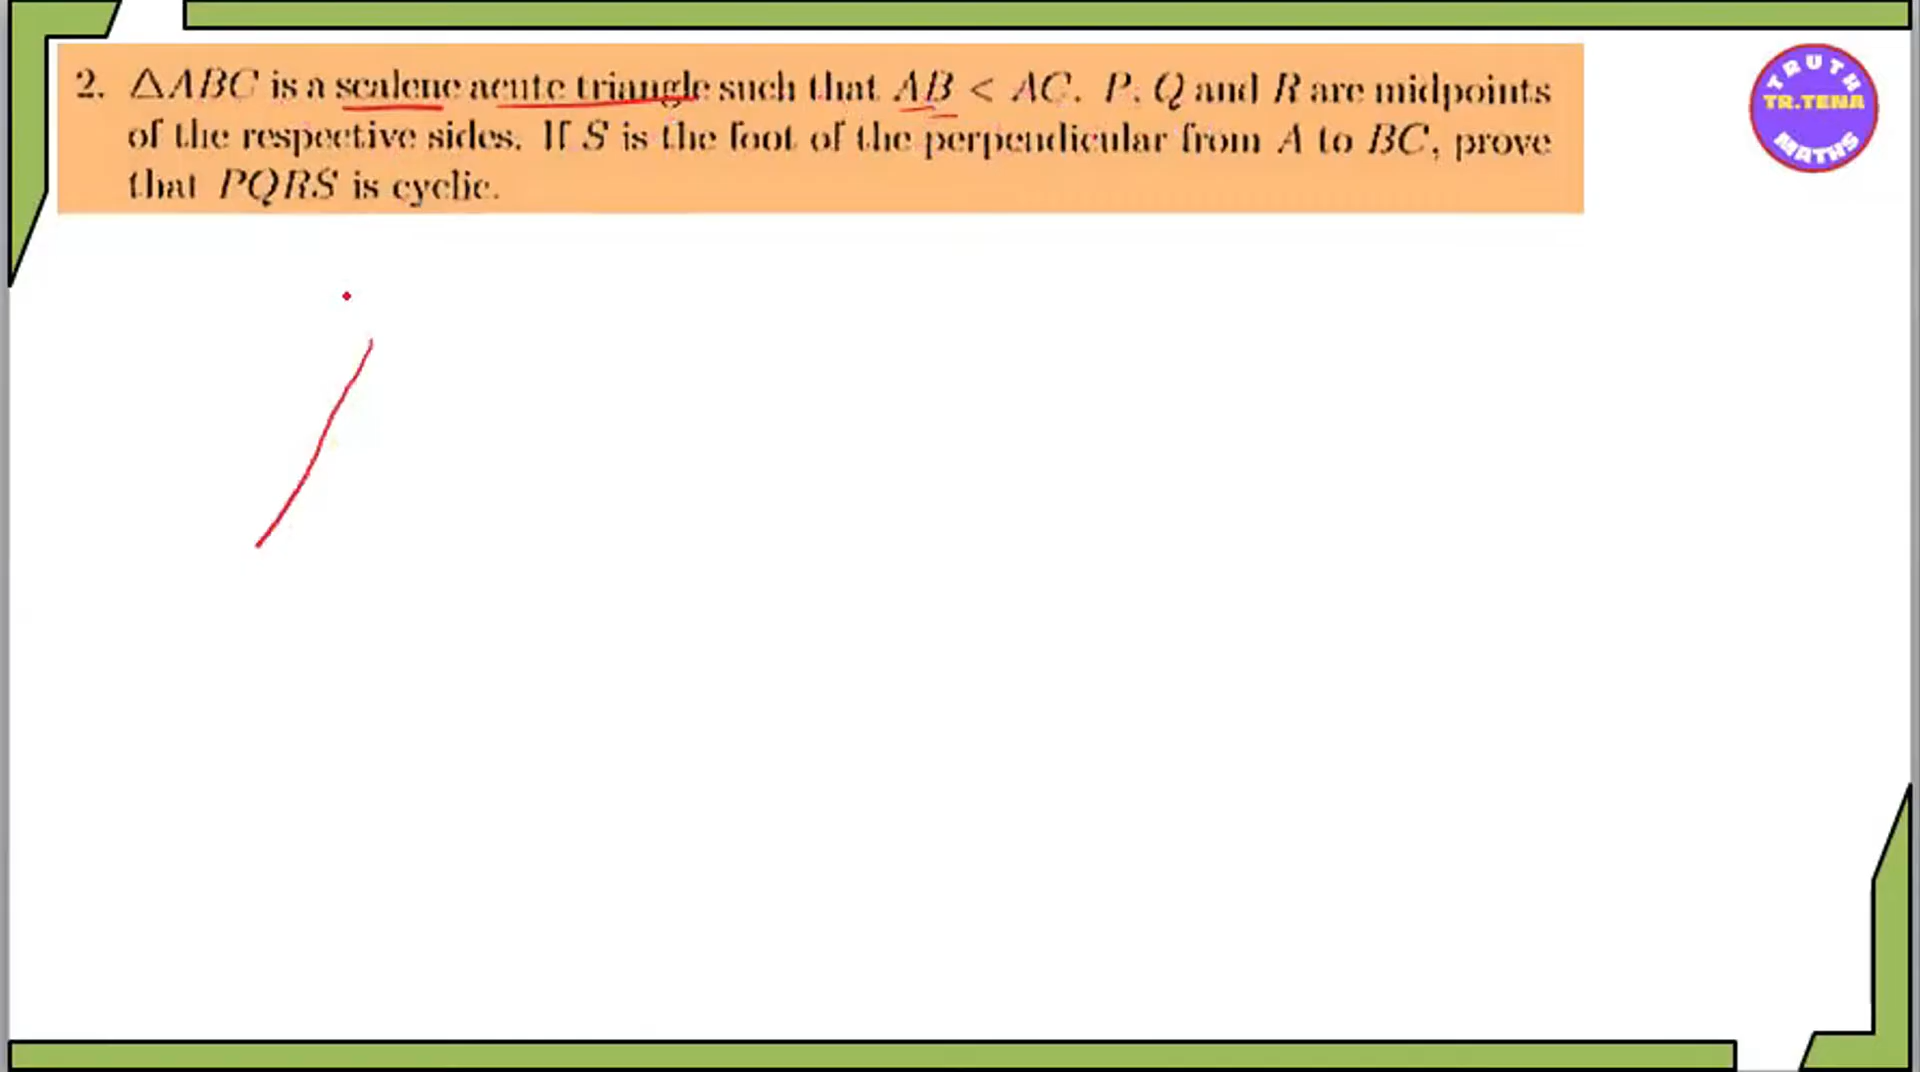 2. △ABC is a scalene acute triangle such that AB < AC. P, Q and R are midpoints
of the respective sides. If S is the foot of the perpendicular from A to BC, prove
that PQRS is cyclic.
TRUTH
TR.TENA
MATHS